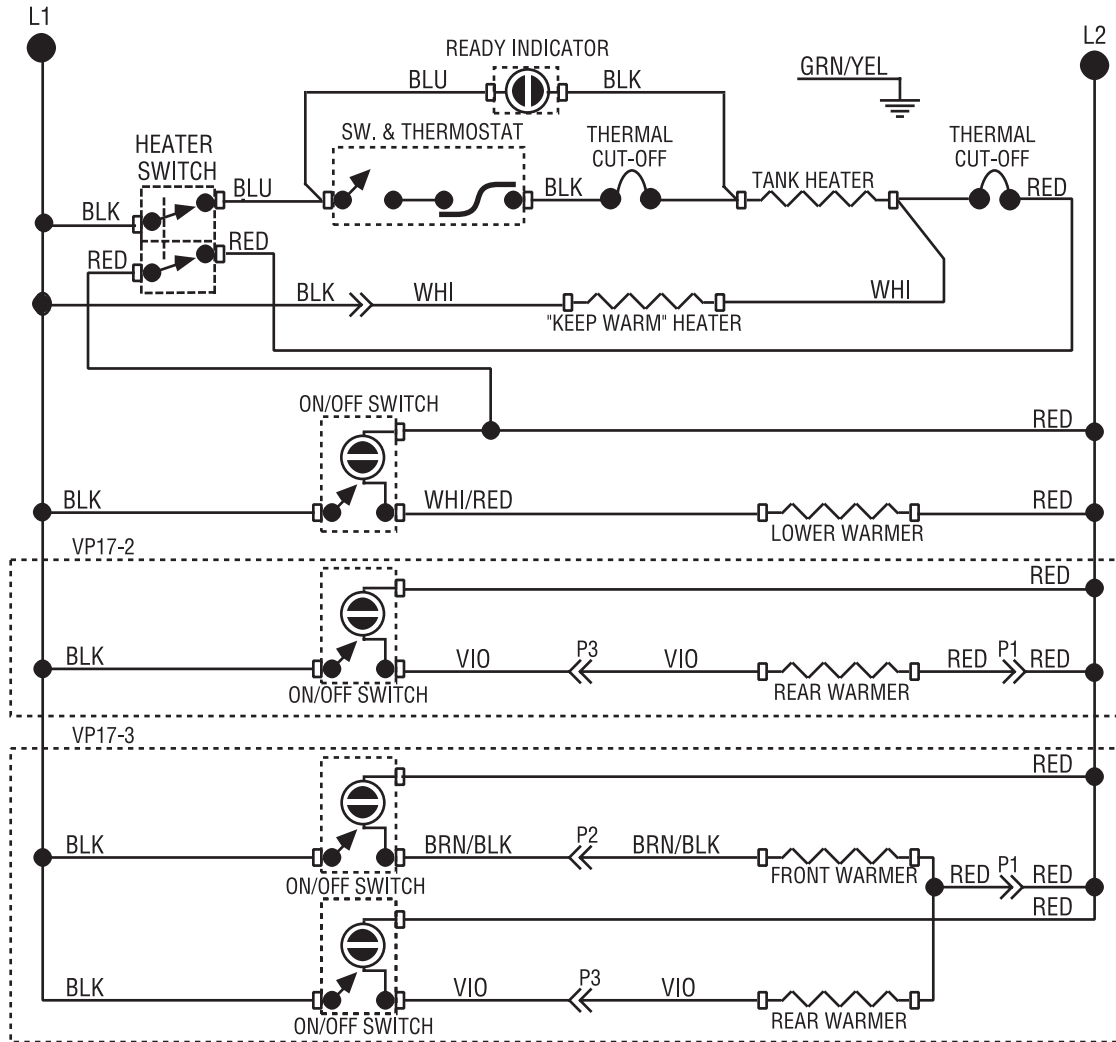 L1
L2
READY INDICATOR
BLU
BLK
GRN/YEL
SW. & THERMOSTAT
THERMAL
CUT-OFF
THERMAL
CUT-OFF
HEATER
SWITCH
BLU
BLK
TANK HEATER
RED
BLK
RED
RED
BLK
WHI
WHI
"KEEP WARM" HEATER
ON/OFF SWITCH
RED
BLK
WHI/RED
RED
LOWER WARMER
VP17-2
RED
BLK
VIO
P3
VIO
RED
P1
RED
ON/OFF SWITCH
REAR WARMER
VP17-3
RED
BLK
BRN/BLK
P2
BRN/BLK
FRONT WARMER
RED
P1
RED
ON/OFF SWITCH
RED
BLK
VIO
P3
VIO
REAR WARMER
ON/OFF SWITCH